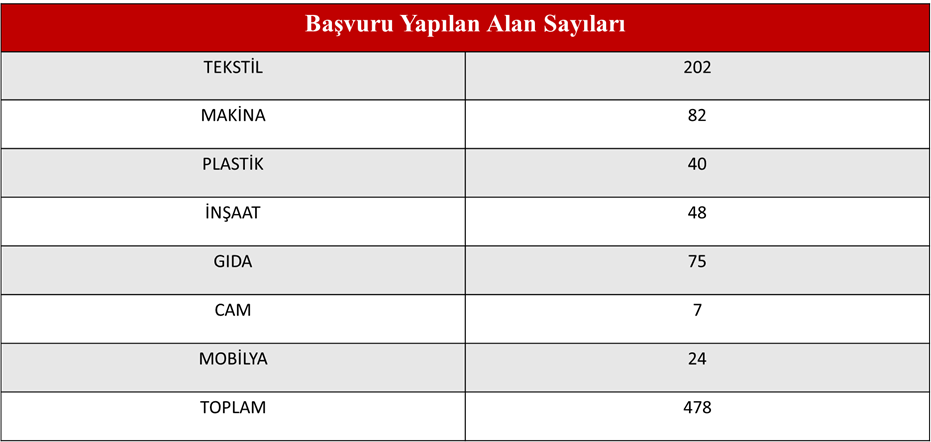 Başvuru Yapılan Alan Sayıları
TEKSTİL 202
MAKİNA 82
PLASTİK 40
İNŞAAT 48
GIDA 75
CAM 7
MOBİLYA 24
TOPLAM 478